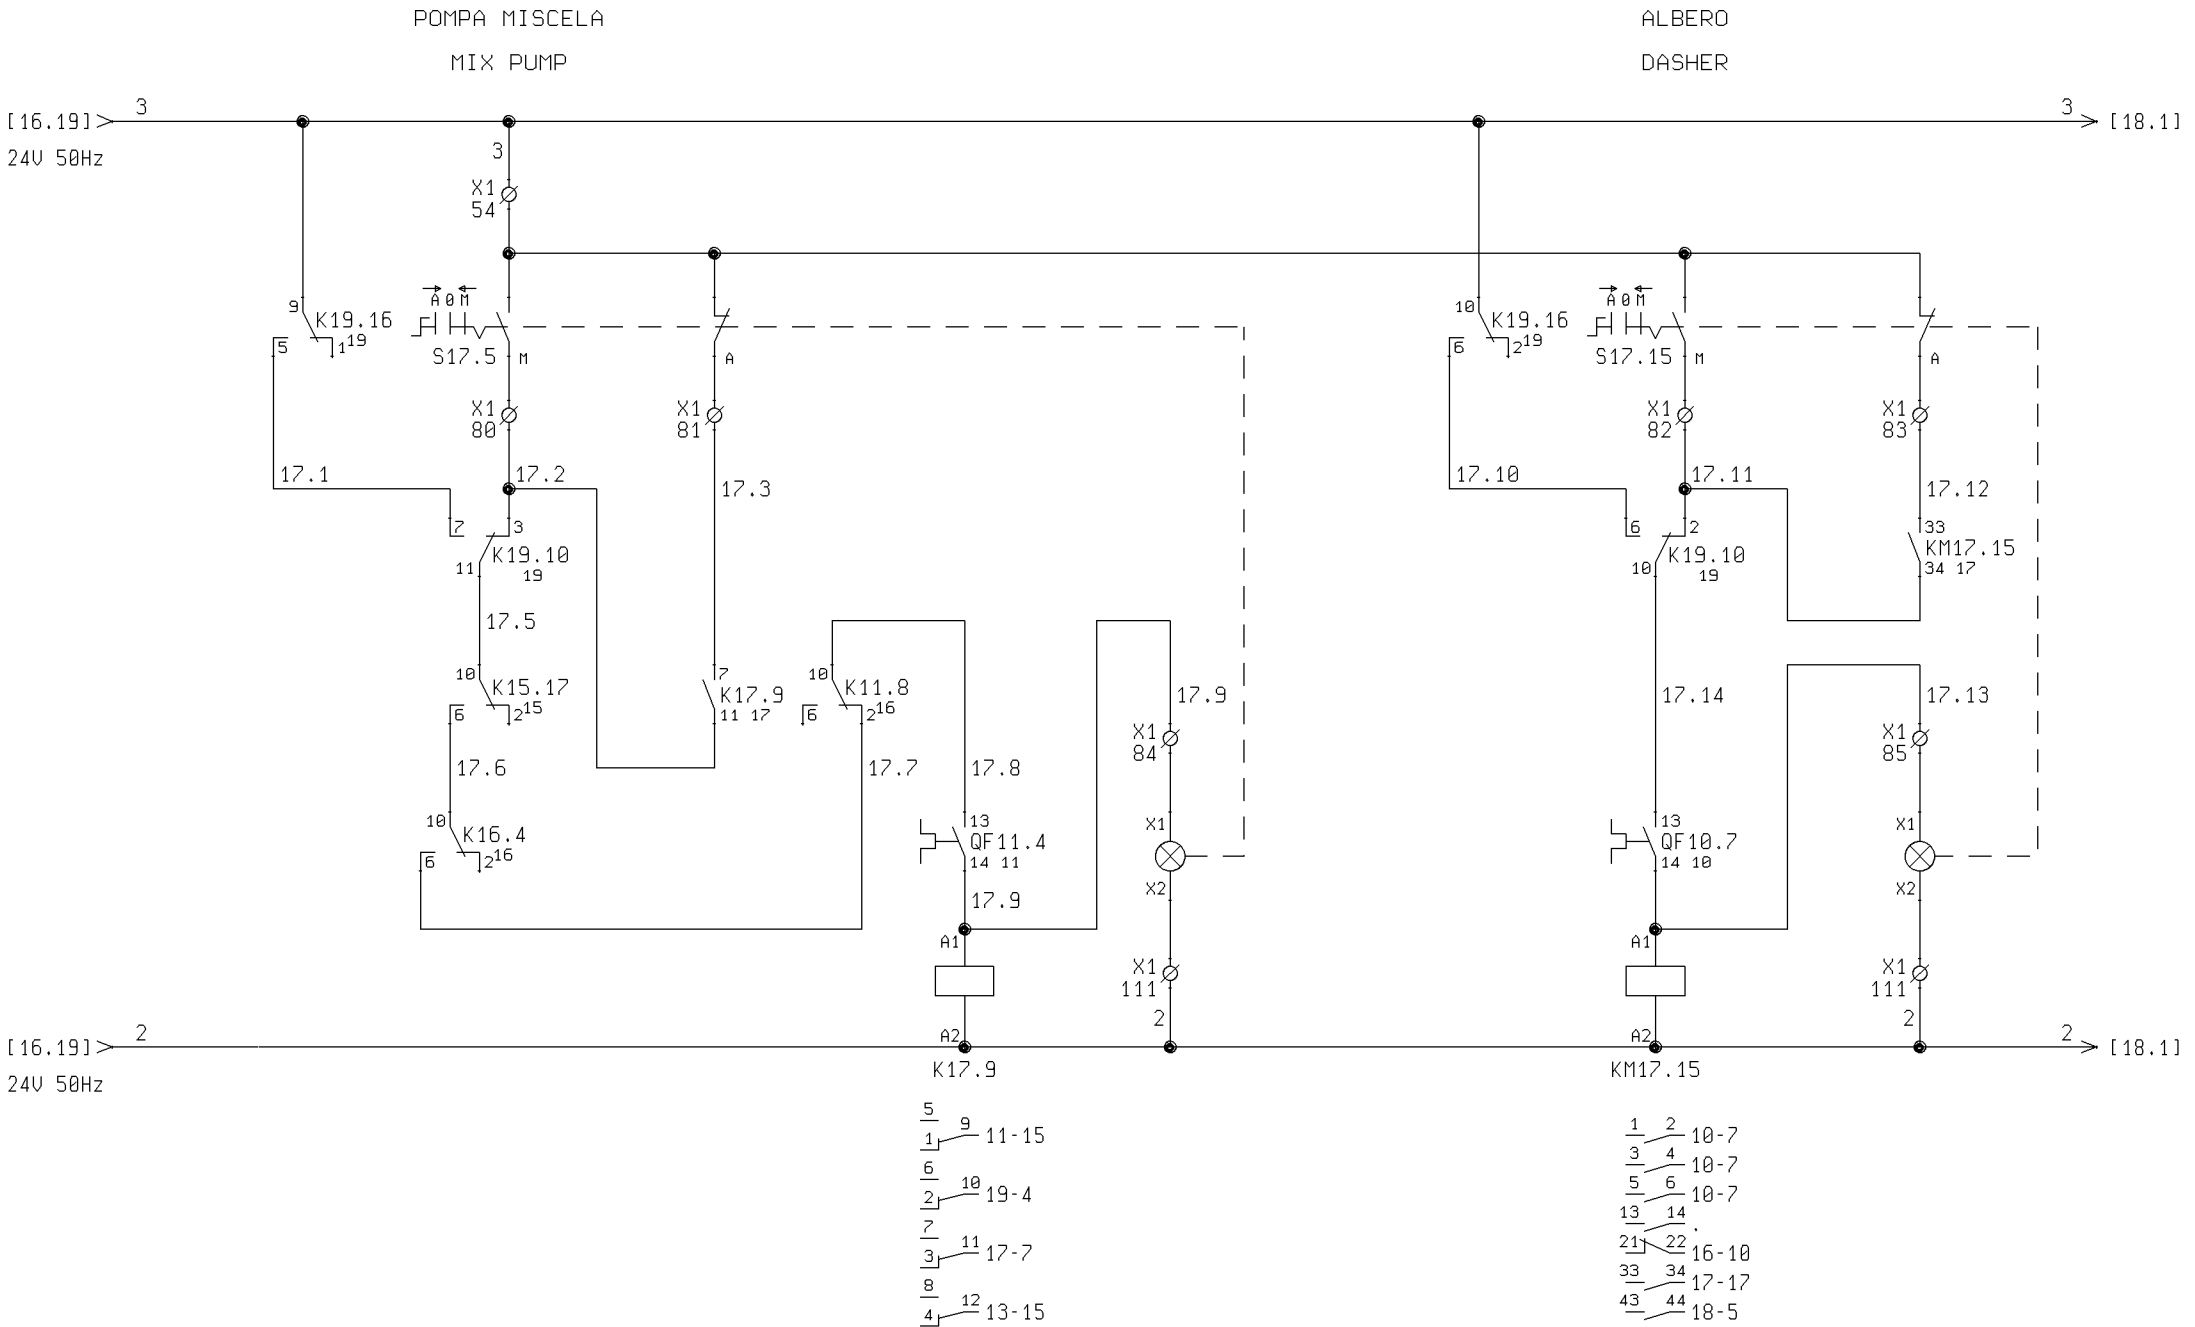 POMPA MISCELA
MIX PUMP
ALBERO
DASHER
[16.19] 3
24V 50Hz
3 [18.1]
3
X1
54
9
K19.16
5 1 19
A 0 M
S17.5 M
A
10
K19.16
6 2 19
A 0 M
S17.15 M
A
X1
80
X1
81
X1
82
X1
83
17.1
17.2
17.3
17.10
17.11
17.12
7 3
K19.10
11 19
6 2
K19.10
10 19
33
KM17.15
34 17
17.5
10
K15.17
6 2 15
7
K17.9
11 17
10
K11.8
6 2 16
17.9
17.14
17.13
X1
84
X1
85
17.6
17.7
17.8
10
K16.4
6 2 16
13
QF11.4
14 11
X1
X2
13
QF10.7
14 10
X1
X2
17.9
A1
A1
X1
111
X1
111
2
2
A2
A2
[16.19] 2
24V 50Hz
2 [18.1]
K17.9
KM17.15
5
1 9 11-15
6
2 10 19-4
7
3 11 17-7
8
4 12 13-15
1 2 10-7
3 4 10-7
5 6 10-7
13 14 .
21 22 16-10
33 34 17-17
43 44 18-5